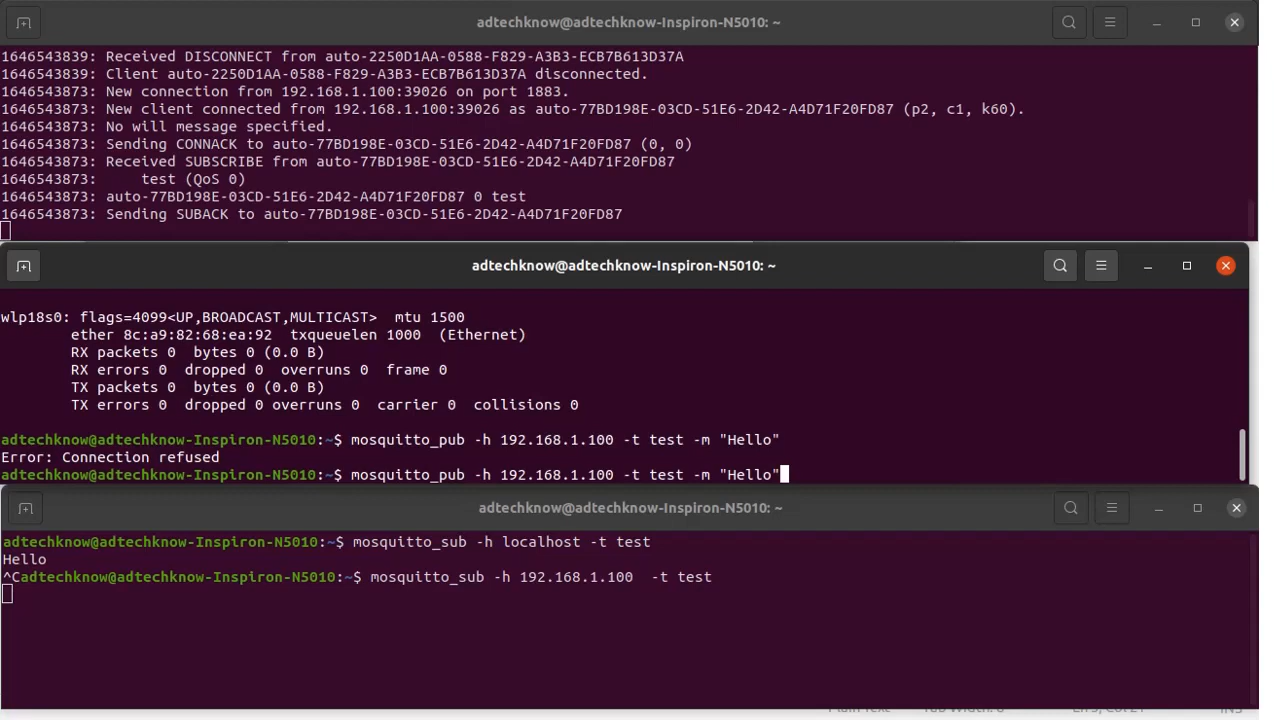 adtechknow@adtechknow-Inspiron-N5010: ~
1646543839: Received DISCONNECT from auto-2250D1AA-0588-F829-A3B3-ECB7B613D37A
1646543839: Client auto-2250D1AA-0588-F829-A3B3-ECB7B613D37A disconnected.
1646543873: New connection from 192.168.1.100:39026 on port 1883.
1646543873: New client connected from 192.168.1.100:39026 as auto-77BD198E-03CD-51E6-2D42-A4D71F20FD87 (p2, c1, k60).
1646543873: No will message specified.
1646543873: Sending CONNACK to auto-77BD198E-03CD-51E6-2D42-A4D71F20FD87 (0, 0)
1646543873: Received SUBSCRIBE from auto-77BD198E-03CD-51E6-2D42-A4D71F20FD87
1646543873:     test (QoS 0)
1646543873: auto-77BD198E-03CD-51E6-2D42-A4D71F20FD87 0 test
1646543873: Sending SUBACK to auto-77BD198E-03CD-51E6-2D42-A4D71F20FD87
adtechknow@adtechknow-Inspiron-N5010: ~
wlp18s0: flags=4099<UP,BROADCAST,MULTICAST>  mtu 1500
        ether 8c:a9:82:68:ea:92  txqueuelen 1000  (Ethernet)
        RX packets 0  bytes 0 (0.0 B)
        RX errors 0  dropped 0  overruns 0  frame 0
        TX packets 0  bytes 0 (0.0 B)
        TX errors 0  dropped 0 overruns 0  carrier 0  collisions 0
adtechknow@adtechknow-Inspiron-N5010:~$ mosquitto_pub -h 192.168.1.100 -t test -m "Hello"
Error: Connection refused
adtechknow@adtechknow-Inspiron-N5010:~$ mosquitto_pub -h 192.168.1.100 -t test -m "Hello"
adtechknow@adtechknow-Inspiron-N5010: ~
adtechknow@adtechknow-Inspiron-N5010:~$ mosquitto_sub -h localhost -t test
Hello
^Cadtechknow@adtechknow-Inspiron-N5010:~$ mosquitto_sub -h 192.168.1.100  -t test